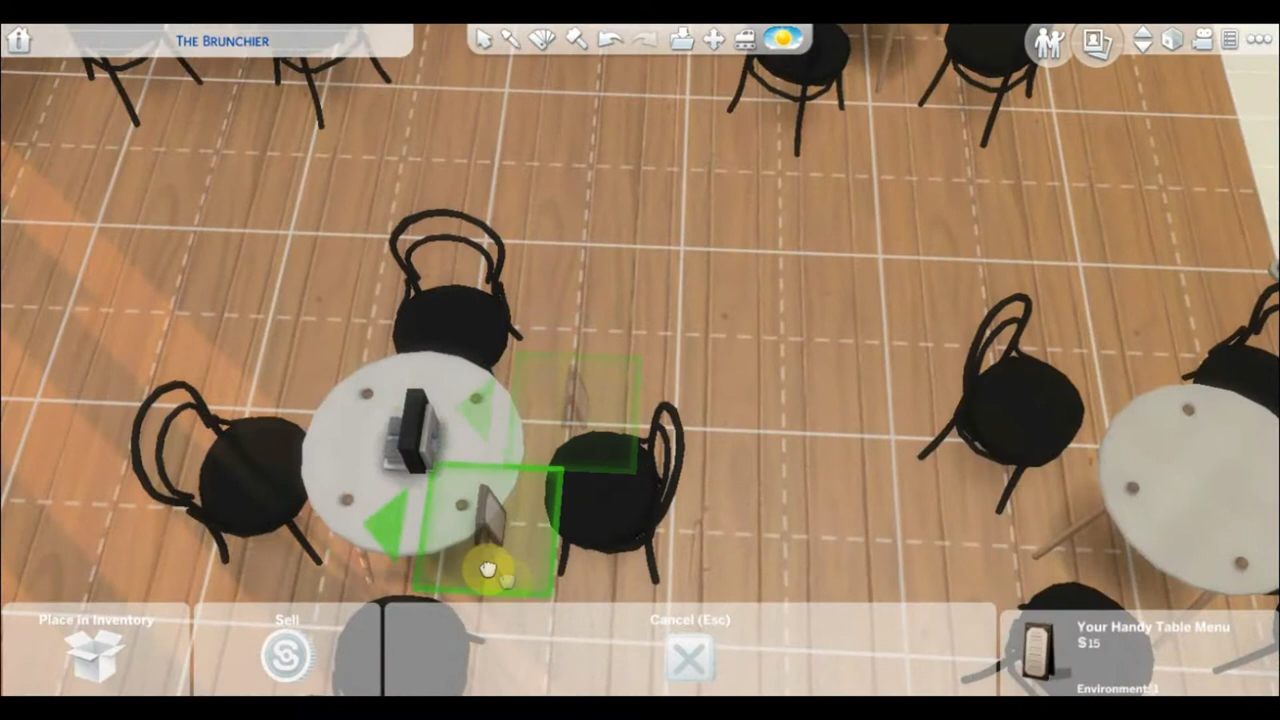 THE BRUNCHIER
Place in Inventory
Sell
Cancel (Esc)
Your Handy Table Menu
§15
Environment: 1